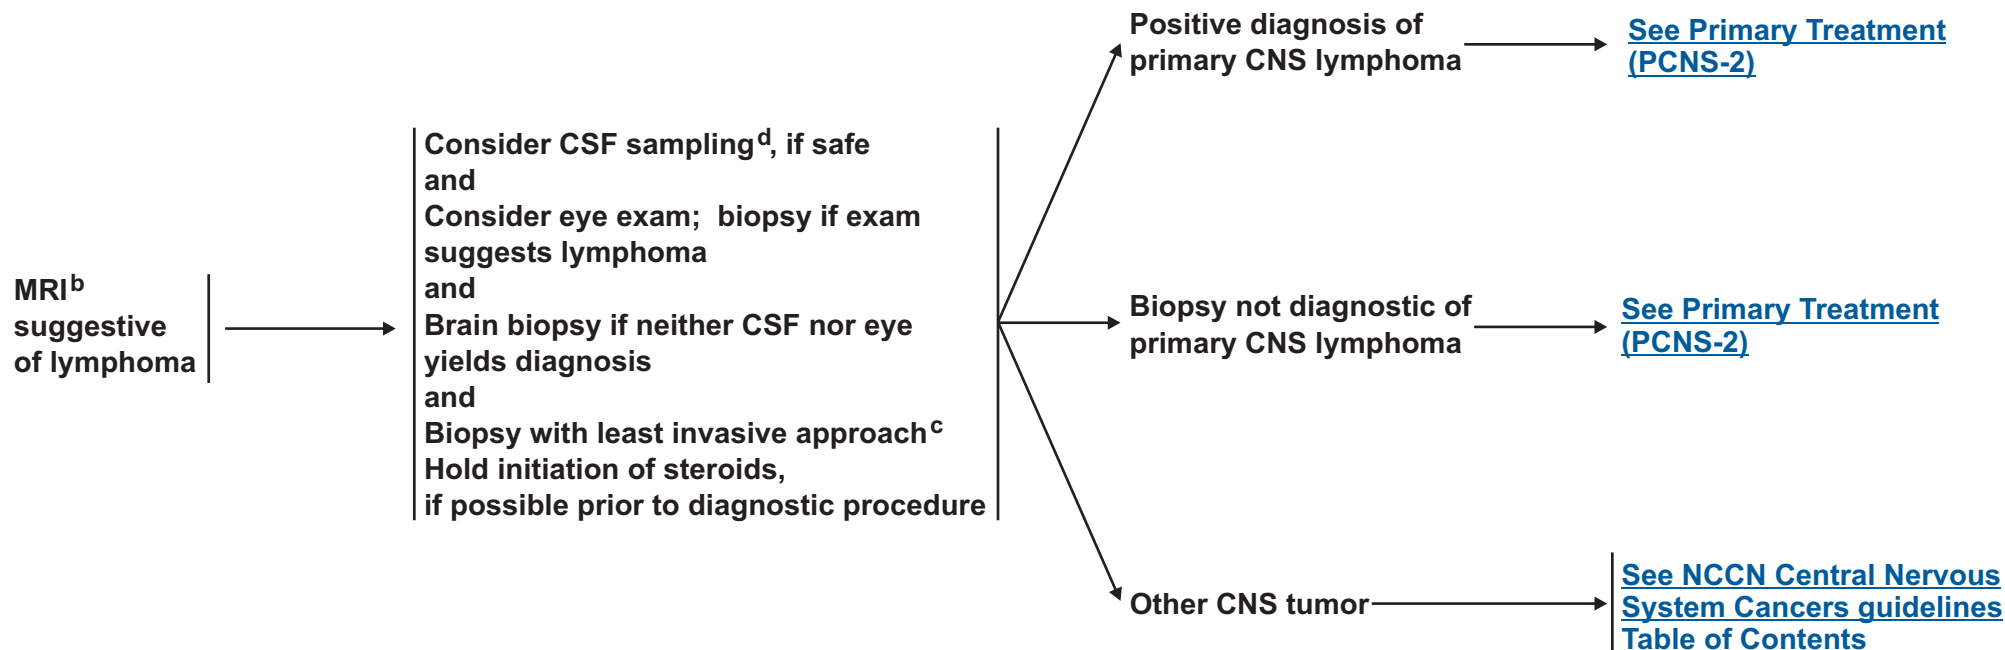 MRIb
suggestive
of lymphoma
Consider CSF samplingd, if safe
and
Consider eye exam;  biopsy if exam
suggests lymphoma
and
Brain biopsy if neither CSF nor eye
yields diagnosis
and
Biopsy with least invasive approachc
Hold initiation of steroids,
if possible prior to diagnostic procedure
Positive diagnosis of
primary CNS lymphoma
See Primary Treatment
(PCNS-2)
Biopsy not diagnostic of
primary CNS lymphoma
See Primary Treatment
(PCNS-2)
Other CNS tumor
See NCCN Central Nervous
System Cancers guidelines
Table of Contents